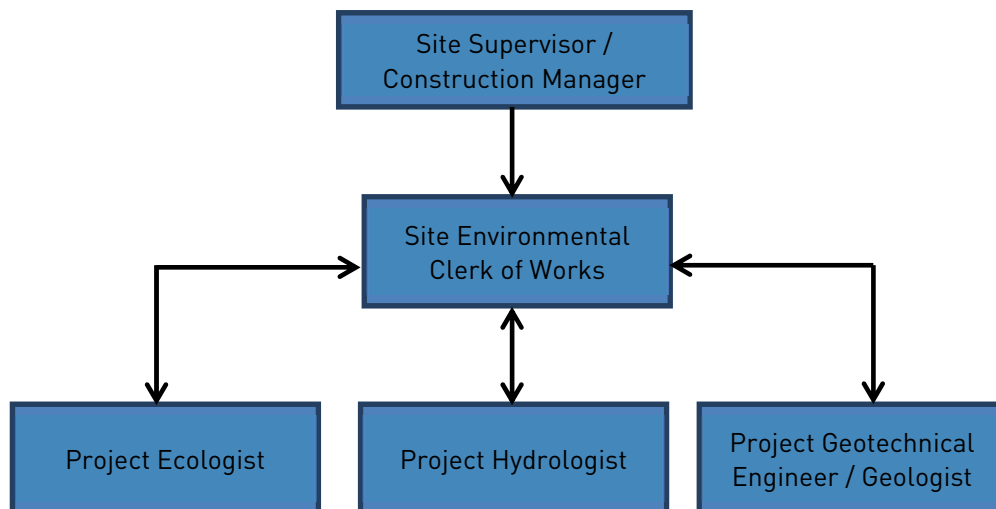 Site Supervisor /
Construction Manager
Site Environmental
Clerk of Works
Project Ecologist
Project Hydrologist
Project Geotechnical
Engineer / Geologist